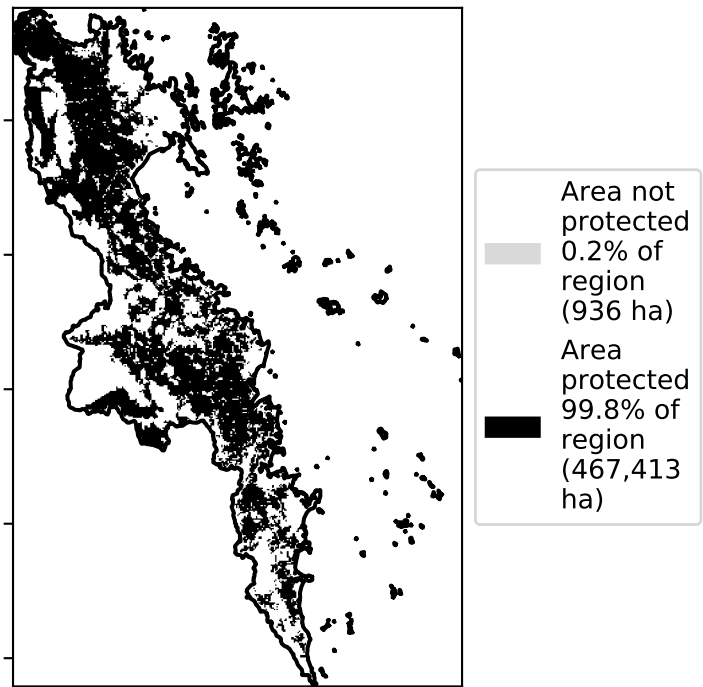 Area not
protected
0.2% of
region
(936 ha)
Area
protected
99.8% of
region
(467,413
ha)